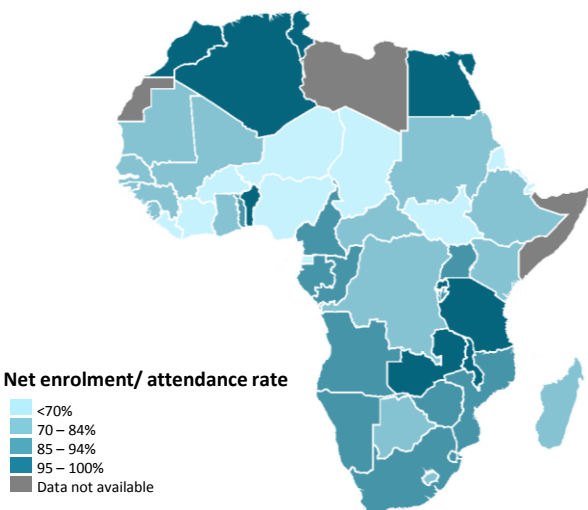 Net enrolment/ attendance rate
<70%
70 – 84%
85 – 94%
95 – 100%
Data not available